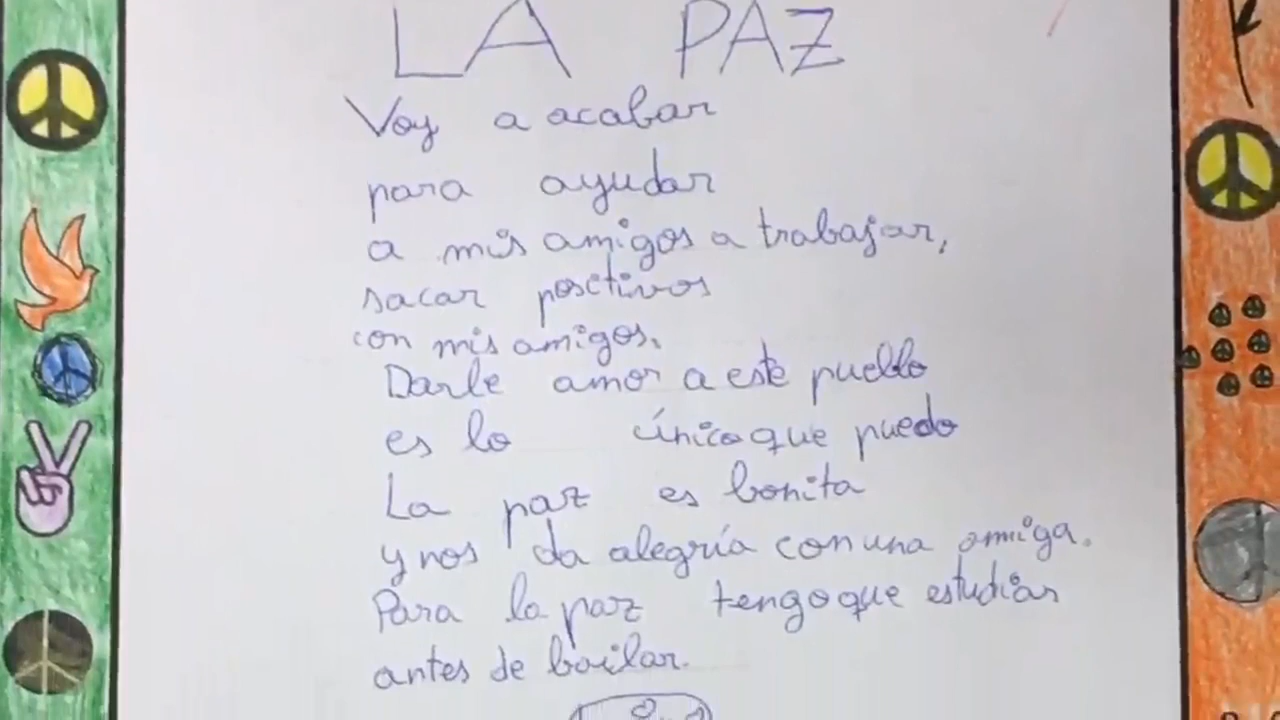 LA PAZ
Voy a acabar
para ayudar
a mis amigos a trabajar,
sacar posetivos
con mis amigos.
Darle amor a este pueblo
es lo único que puedo
La paz es bonita
y nos da alegría con una amiga.
Para la paz tengo que estudiar
antes de bailar.